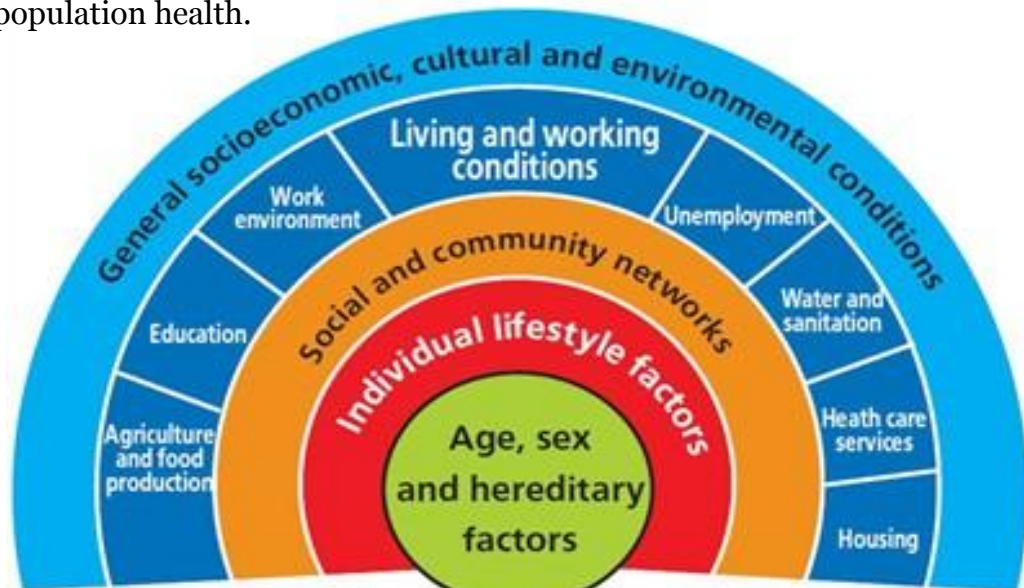 population health.
General socioeconomic, cultural and environmental conditions
Living and working
conditions
Work
environment
Unemployment
Education
Water and
sanitation
Agriculture
and food
production
Heath care
services
Housing
Social and community networks
Individual lifestyle factors
Age, sex
and hereditary
factors